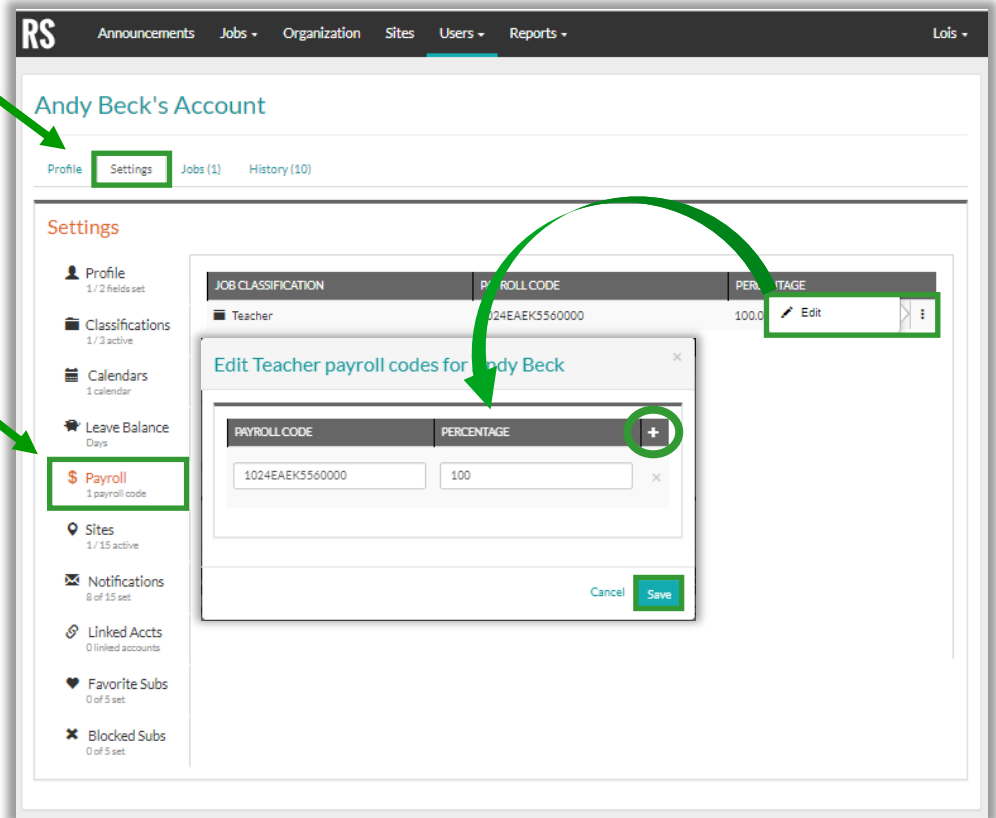 RS Announcements Jobs Organization Sites Users Reports Lois
Andy Beck's Account
Profile Settings Jobs (1) History (10)
Settings
Profile
1 / 2 fields set
Classifications
1 / 3 active
Calendars
1 calendar
Leave Balance
Days
$ Payroll
1 payroll code
Sites
1 / 15 active
Notifications
8 of 15 set
Linked Accts
0 linked accounts
Favorite Subs
0 of 5 set
Blocked Subs
0 of 5 set
JOB CLASSIFICATION PAYROLL CODE
Teacher 100.0 Edit
Edit Teacher payroll codes for Andy Beck ×
PAYROLL CODE PERCENTAGE +
1024EAEK5560000 100 ×
Cancel Save